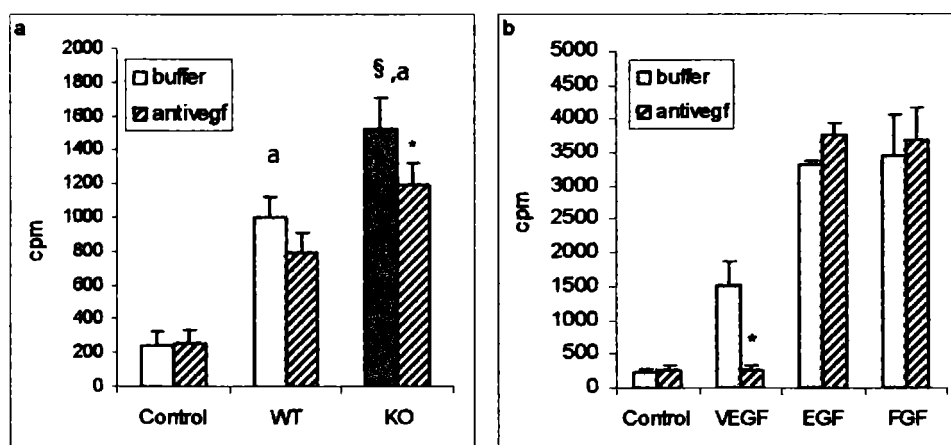 a
2000
1800
1600
1400
1200
1000
800
600
400
200
0
cpm
buffer
antivegf
a
§ ,a
*
Control WT KO
b
5000
4500
4000
3500
3000
2500
2000
1500
1000
500
0
cpm
buffer
antivegf
*
Control VEGF EGF FGF